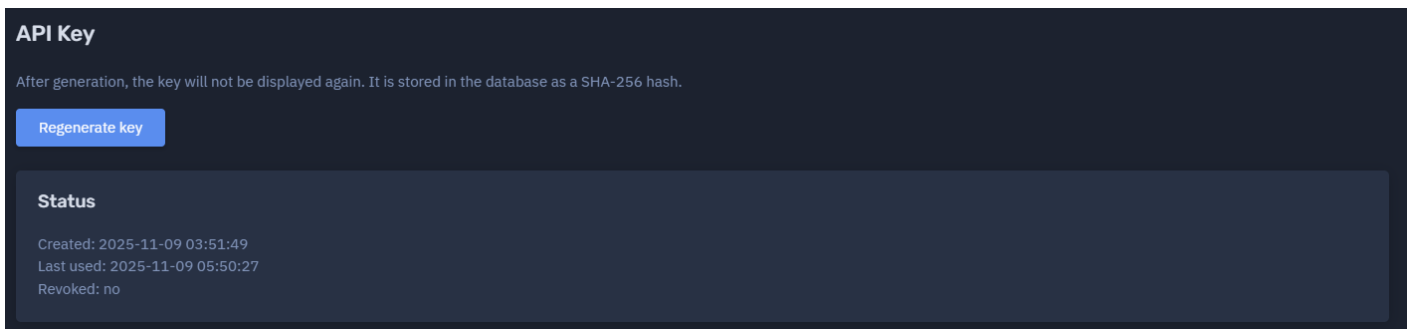 API Key
After generation, the key will not be displayed again. It is stored in the database as a SHA-256 hash.
Regenerate key
Status
Created: 2025-11-09 03:51:49
Last used: 2025-11-09 05:50:27
Revoked: no